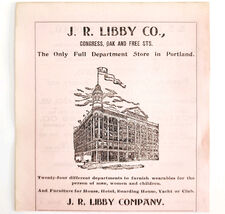 J. R. LIBBY CO.,
CONGRESS, OAK AND FREE STS.
The Only Full Department Store in Portland.
Twenty-four different departments to furnish wearables for the
person of men, women and children.
And Furniture for House, Hotel, Boarding House, Yacht or Club.
J. R. LIBBY COMPANY.